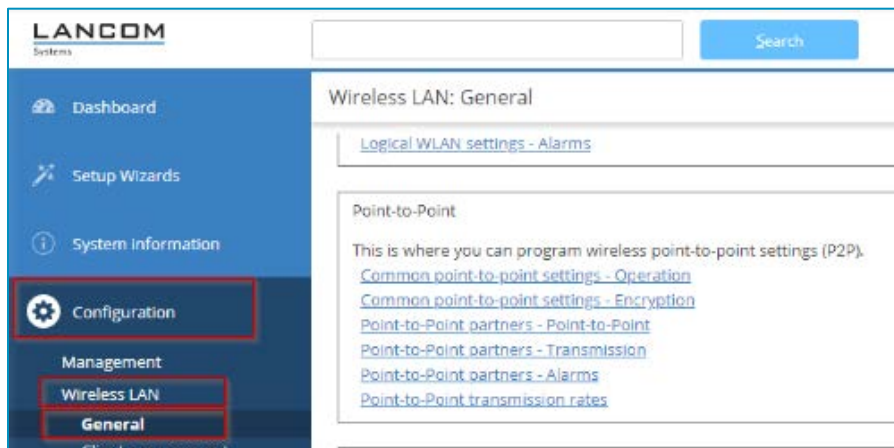 LANCOM
Systems
Search
Dashboard
Setup Wizards
System information
Configuration
Management
Wireless LAN
General
Wireless LAN: General
Logical WLAN settings - Alarms
Point-to-Point
This is where you can program wireless point-to-point settings (P2P).
Common point-to-point settings - Operation
Common point-to-point settings - Encryption
Point-to-Point partners - Point-to-Point
Point-to-Point partners - Transmission
Point-to-Point partners - Alarms
Point-to-Point transmission rates